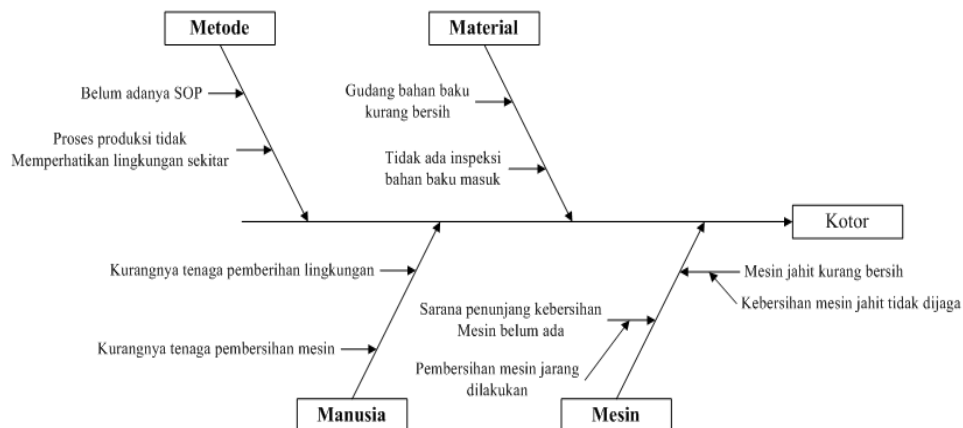 Metode
Material
Belum adanya SOP
Proses produksi tidak
Memperhatikan lingkungan sekitar
Gudang bahan baku
kurang bersih
Tidak ada inspeksi
bahan baku masuk
Kotor
Kurangnya tenaga pemberihan lingkungan
Kurangnya tenaga pembersihan mesin
Mesin jahit kurang bersih
Kebersihan mesin jahit tidak dijaga
Sarana penunjang kebersihan
Mesin belum ada
Pembersihan mesin jarang
dilakukan
Manusia
Mesin